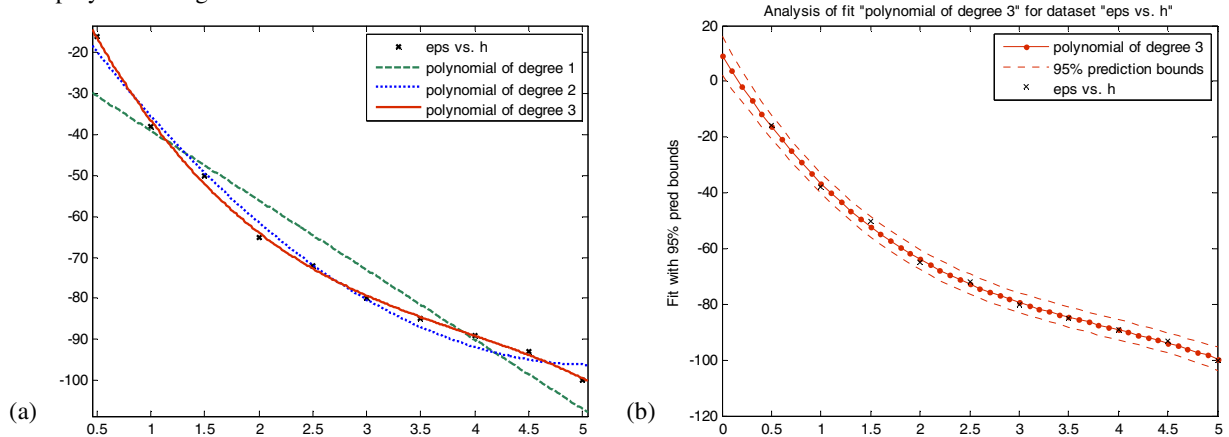 eps vs. h
polynomial of degree 1
polynomial of degree 2
polynomial of degree 3
-20
-30
-40
-50
-60
-70
-80
-90
-100
0.5 1 1.5 2 2.5 3 3.5 4 4.5 5
(a)
Analysis of fit "polynomial of degree 3" for dataset "eps vs. h"
polynomial of degree 3
95% prediction bounds
eps vs. h
Fit with 95% pred bounds
20
0
-20
-40
-60
-80
-100
-120
0 0.5 1 1.5 2 2.5 3 3.5 4 4.5 5
(b)